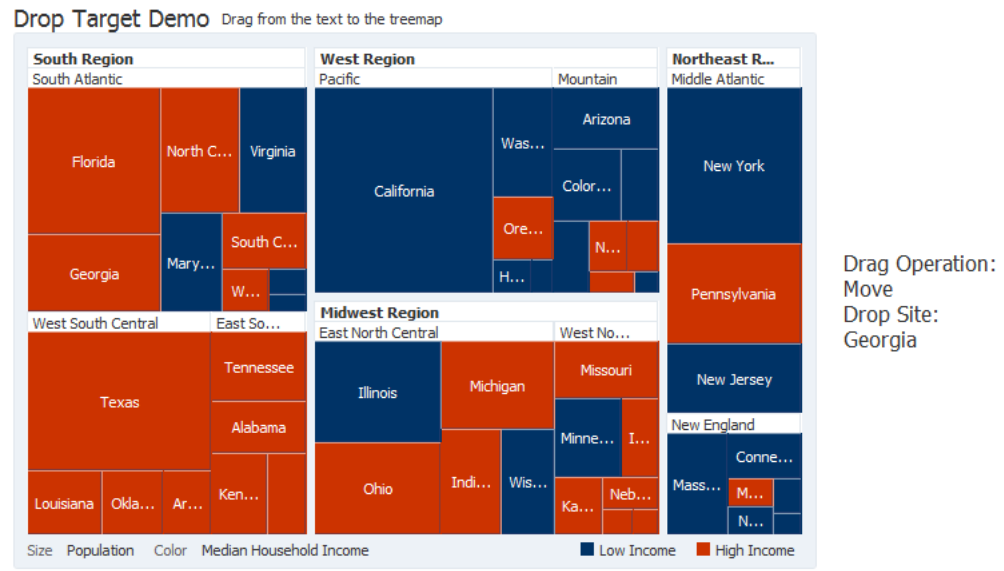 Drop Target Demo Drag from the text to the treemap
South Region
South Atlantic
Florida
North C...
Virginia
Georgia
Mary...
South C...
W...
West South Central
East So...
Texas
Tennessee
Alabama
Louisiana
Okla...
Ar...
Ken...
West Region
Pacific
Mountain
California
Was...
Ore...
H...
Arizona
Color...
N...
Midwest Region
East North Central
West No...
Illinois
Michigan
Ohio
Indi...
Wis...
Missouri
Minne...
I...
Ka...
Neb...
Northeast R...
Middle Atlantic
New York
Pennsylvania
New Jersey
New England
Mass...
Conne...
M...
N...
Size Population Color Median Household Income
Low Income High Income
Drag Operation:
Move
Drop Site:
Georgia